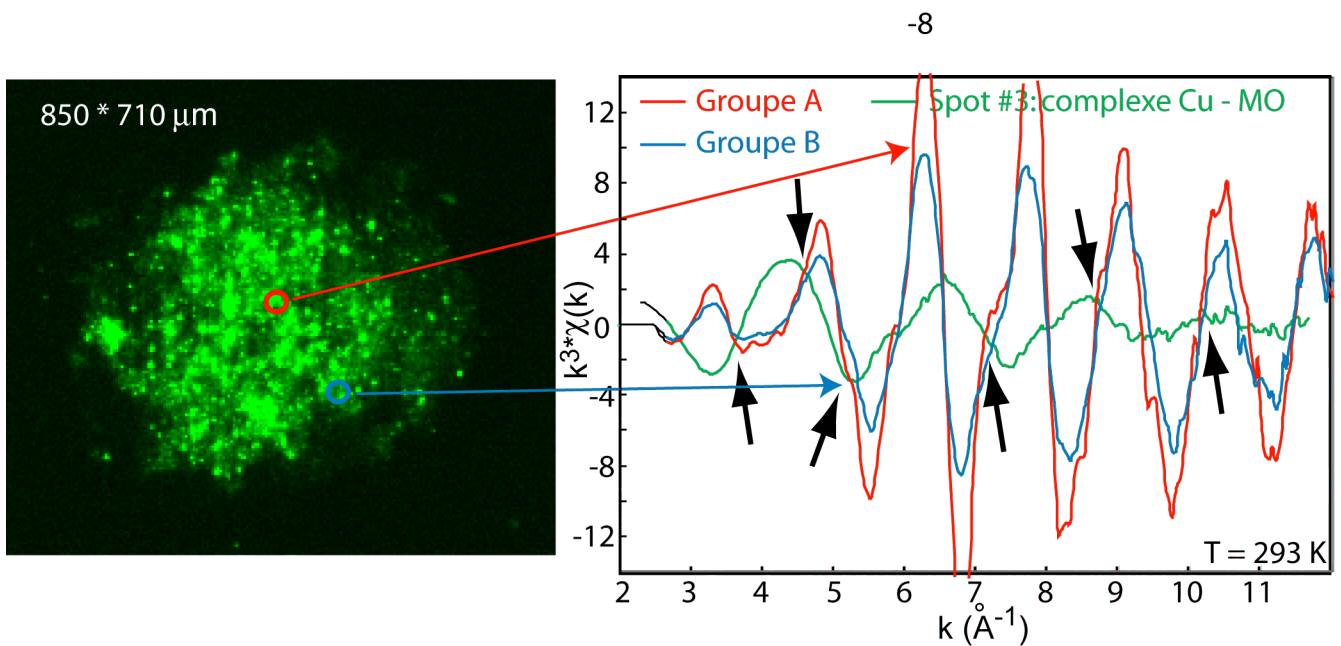 -8
850 * 710 µm
Groupe A
Spot #3: complexe Cu - MO
Groupe B
12
8
4
0
-4
-8
-12
k³*χ(k)
T = 293 K
2 3 4 5 6 7 8 9 10 11
k (Å⁻¹)